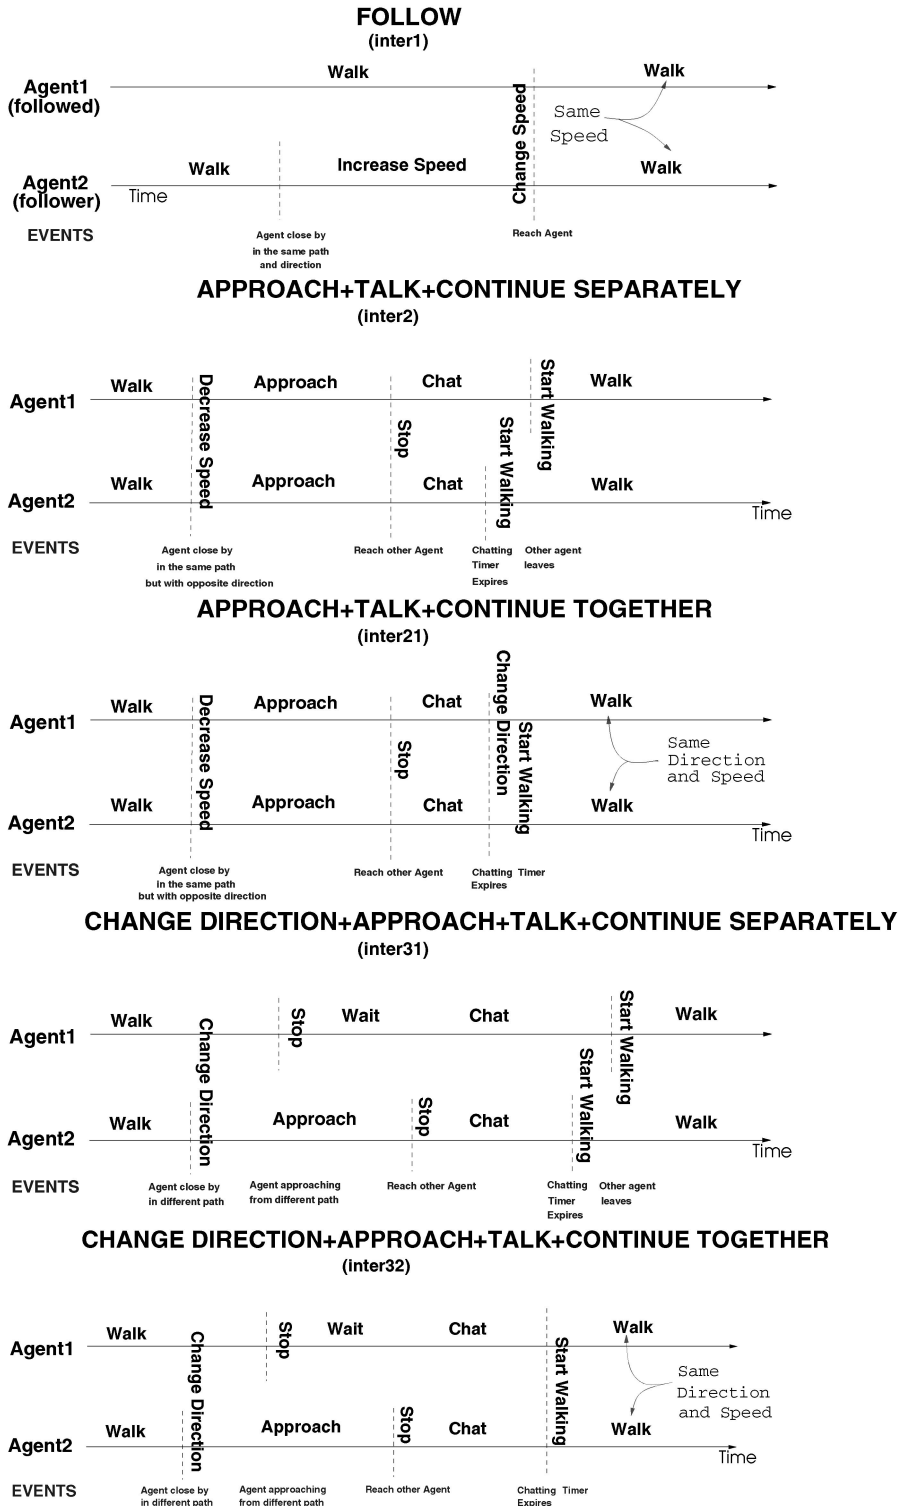 FOLLOW
(inter1)
Walk
Walk
Agent1
(followed)
Change Speed
Same
Speed
Walk
Increase Speed
Walk
Agent2
(follower)
Time
EVENTS
Agent close by
in the same path
and direction
Reach Agent
APPROACH+TALK+CONTINUE SEPARATELY
(inter2)
Walk
Decrease Speed
Approach
Chat
Start Walking
Walk
Agent1
Stop
Start Walking
Walk
Approach
Chat
Walk
Agent2
Time
EVENTS
Agent close by
in the same path
but with opposite direction
Reach other Agent
Chatting
Timer
Expires
Other agent
leaves
APPROACH+TALK+CONTINUE TOGETHER
(inter21)
Walk
Decrease Speed
Approach
Chat
Change Direction
Walk
Agent1
Stop
Start Walking
Same
Direction
and Speed
Walk
Approach
Chat
Walk
Agent2
Time
EVENTS
Agent close by
in the same path
but with opposite direction
Reach other Agent
Chatting Timer
Expires
CHANGE DIRECTION+APPROACH+TALK+CONTINUE SEPARATELY
(inter31)
Walk
Stop
Wait
Chat
Start Walking
Walk
Agent1
Change Direction
Start Walking
Walk
Approach
Stop
Chat
Walk
Agent2
Time
EVENTS
Agent close by
in different path
Agent approaching
from different path
Reach other Agent
Chatting
Timer
Expires
Other agent
leaves
CHANGE DIRECTION+APPROACH+TALK+CONTINUE TOGETHER
(inter32)
Walk
Stop
Wait
Chat
Walk
Agent1
Change Direction
Start Walking
Same
Direction
and Speed
Walk
Approach
Stop
Chat
Walk
Agent2
Time
EVENTS
Agent close by
in different path
Agent approaching
from different path
Reach other Agent
Chatting Timer
Expires